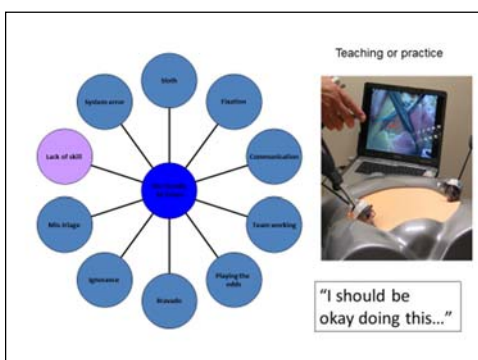 Teaching or practice
Sloth
System error
Fixation
Lack of skill
Communication
Mis-triage
Team working
Ignorance
Playing the
odds
Bravado
"I should be
okay doing this..."